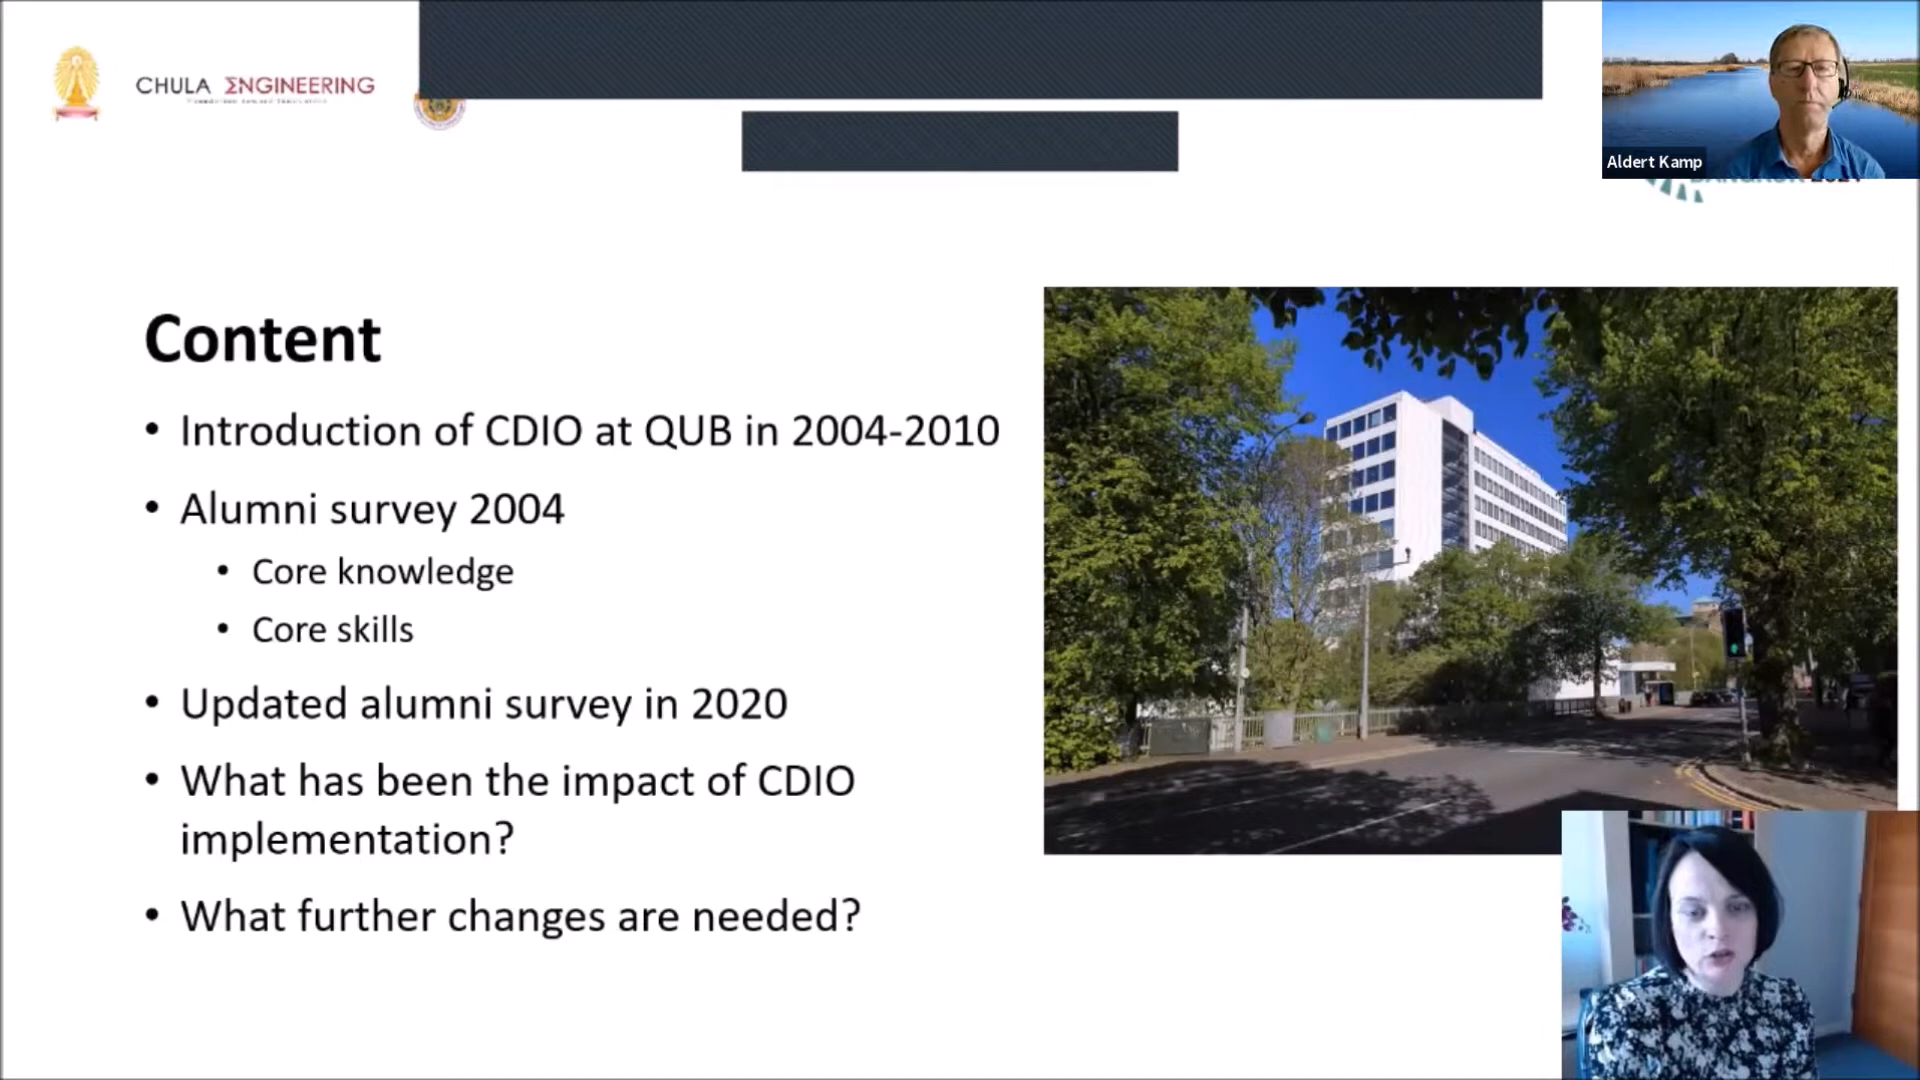 CHULA ΣNGINEERING
Aldert Kamp
Content
• Introduction of CDIO at QUB in 2004-2010
• Alumni survey 2004
• Core knowledge
• Core skills
• Updated alumni survey in 2020
• What has been the impact of CDIO
implementation?
• What further changes are needed?